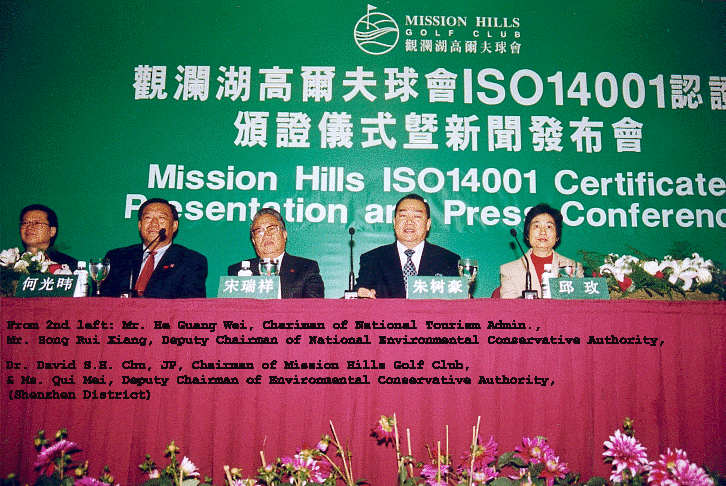 MISSION HILLS
GOLF CLUB
觀瀾湖高爾夫球會
觀瀾湖高爾夫球會ISO14001認證
頒證儀式暨新聞發布會
Mission Hills ISO14001 Certificate
Presentation and Press Conference
何光暐
宋瑞祥
朱树豪
邱 玫
From 2nd left: Mr. He Guang Wei, Chariman of National Tourism Admin.,
Mr. Hong Rui Xiang, Deputy Chairman of National Environmental Conservative Authority,
Dr. David S.H. Chu, JP, Chairman of Mission Hills Golf Club,
& Ms. Qui Mei, Deputy Chairman of Environmental Conservative Authority,
(Shenzhen District)